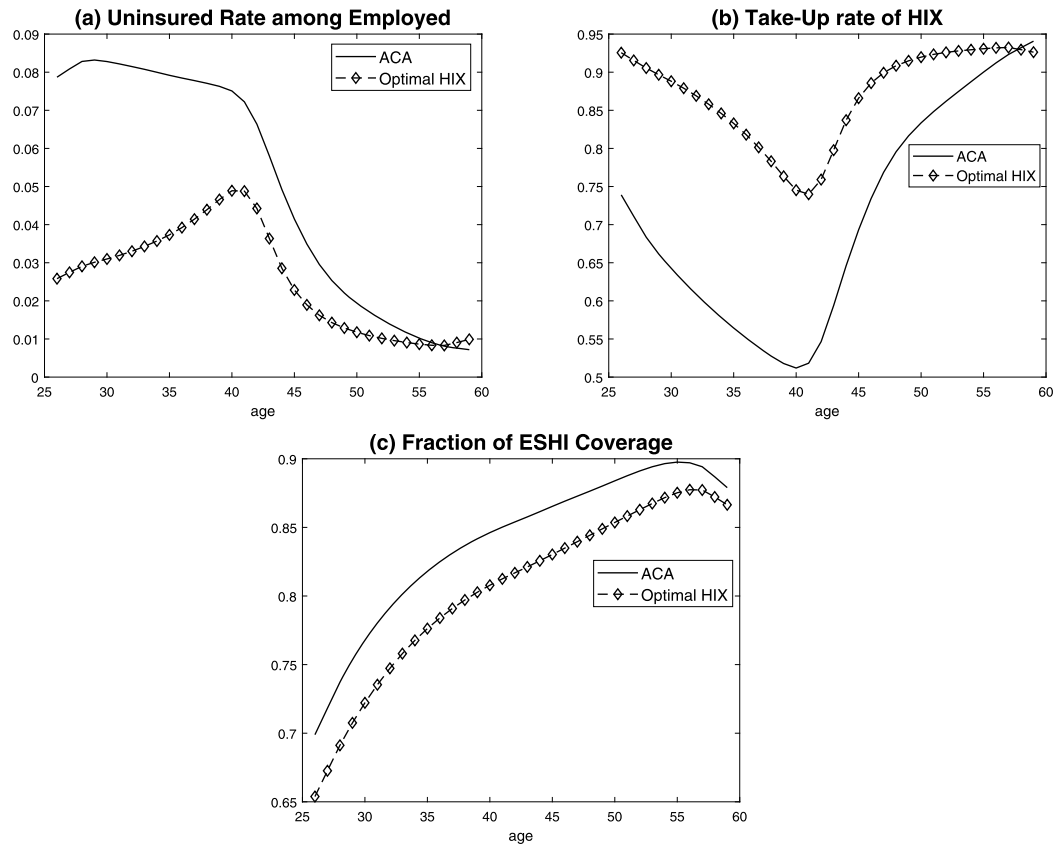 (a) Uninsured Rate among Employed
0.09
0.08
0.07
0.06
0.05
0.04
0.03
0.02
0.01
0
25 30 35 40 45 50 55 60
age
ACA
Optimal HIX
(b) Take-Up rate of HIX
0.95
0.9
0.85
0.8
0.75
0.7
0.65
0.6
0.55
0.5
25 30 35 40 45 50 55 60
age
ACA
Optimal HIX
(c) Fraction of ESHI Coverage
0.9
0.85
0.8
0.75
0.7
0.65
25 30 35 40 45 50 55 60
age
ACA
Optimal HIX